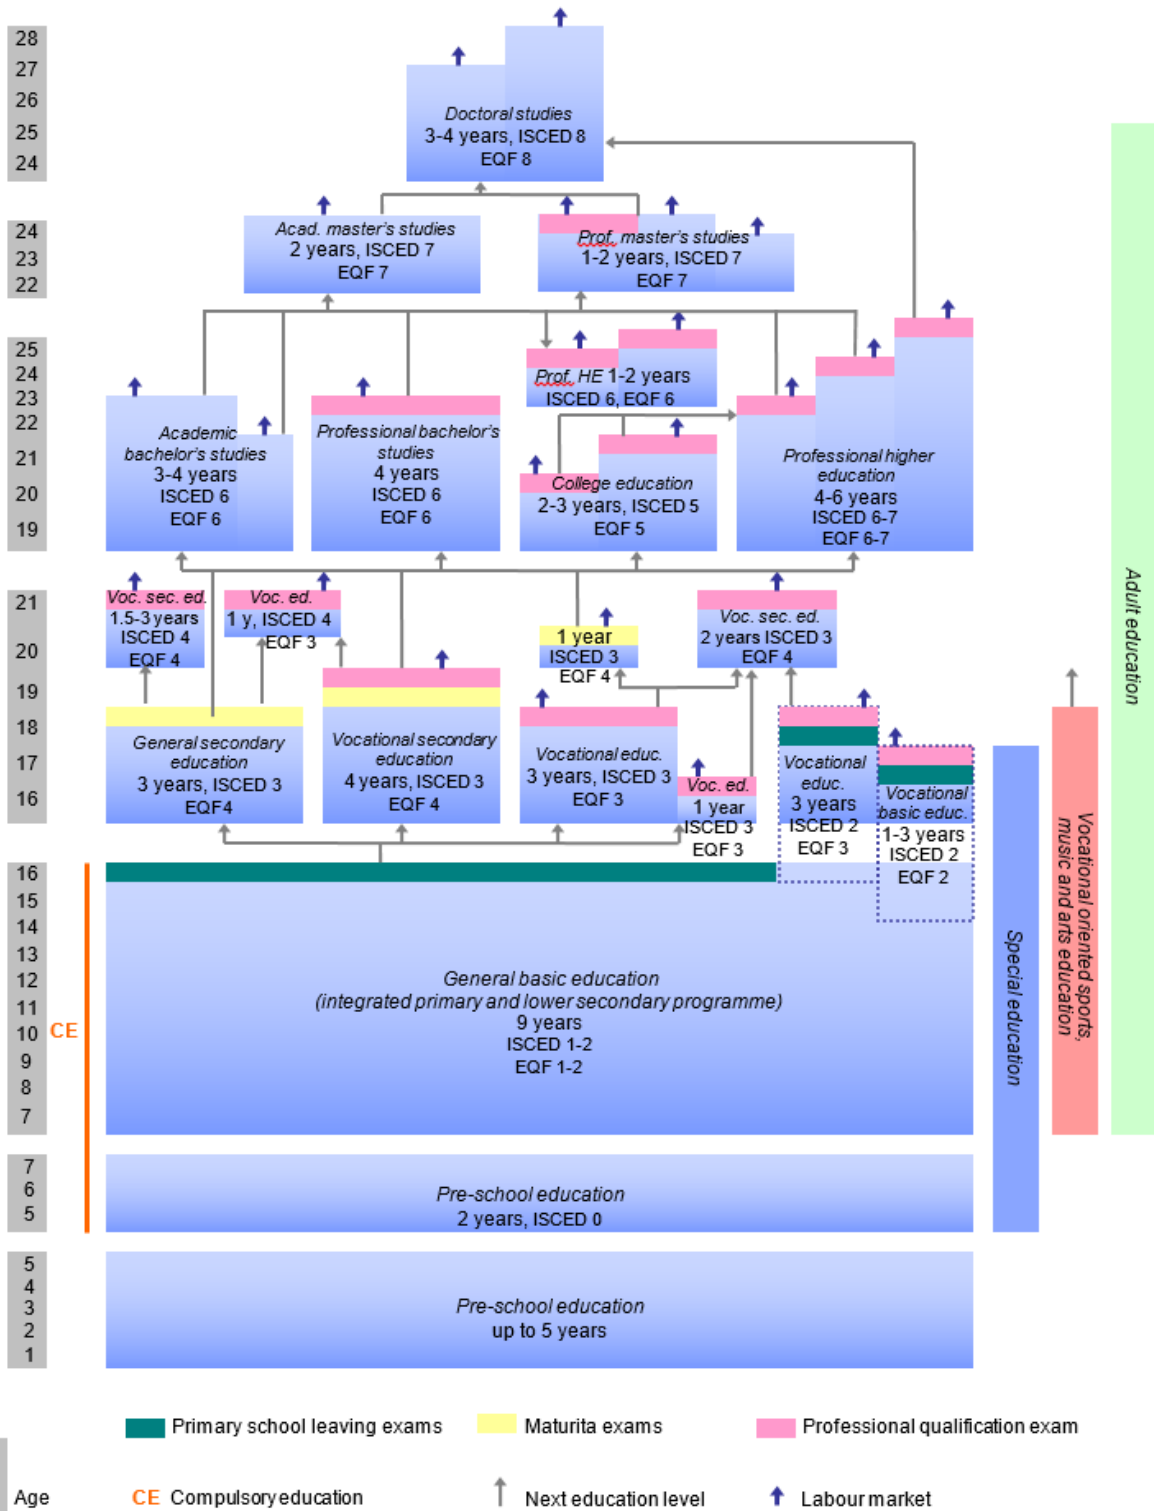 28
27
26
25
24
Doctoral studies
3-4 years, ISCED 8
EQF 8
24
23
22
Acad. master's studies
2 years, ISCED 7
EQF 7
Prof. master's studies
1-2 years, ISCED 7
EQF 7
25
24
23
22
21
20
19
Academic
bachelor's studies
3-4 years
ISCED 6
EQF 6
Professional bachelor's
studies
4 years
ISCED 6
EQF 6
Prof. HE 1-2 years
ISCED 6, EQF 6
College education
2-3 years, ISCED 5
EQF 5
Professional higher
education
4-6 years
ISCED 6-7
EQF 6-7
21
20
19
18
17
16
Voc. sec. ed.
1.5-3 years
ISCED 4
EQF 4
Voc. ed.
1 y, ISCED 4
EQF 3
1 year
ISCED 3
EQF 4
Voc. sec. ed.
2 years ISCED 3
EQF 4
General secondary
education
3 years, ISCED 3
EQF4
Vocational secondary
education
4 years, ISCED 3
EQF 4
Vocational educ.
3 years, ISCED 3
EQF 3
Voc. ed.
1 year
ISCED 3
EQF 3
Vocational
educ.
3 years
ISCED 2
EQF 3
Vocational
basic educ.
1-3 years
ISCED 2
EQF 2
16
15
14
13
12
11
10
9
8
7
CE
General basic education
(integrated primary and lower secondary programme)
9 years
ISCED 1-2
EQF 1-2
7
6
5
Pre-school education
2 years, ISCED 0
5
4
3
2
1
Pre-school education
up to 5 years
Special education
Vocational oriented sports,
music and arts education
Adult education
Primary school leaving exams
Maturita exams
Professional qualification exam
Age
CE Compulsory education
Next education level
Labour market